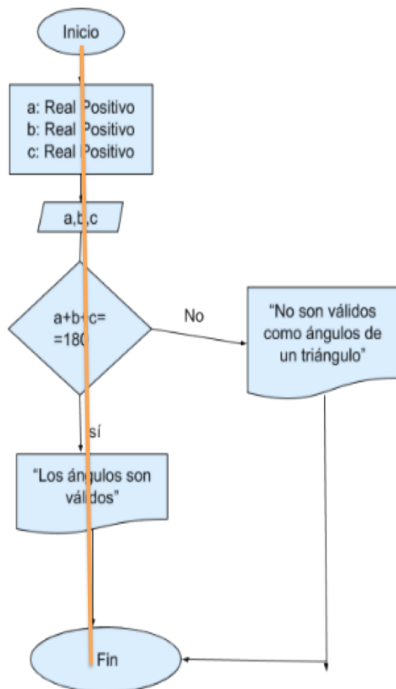 Inicio
a: Real Positivo
b: Real Positivo
c: Real Positivo
a,b,c
a+b+c=
=180
No
"No son válidos
como ángulos de
un triángulo"
sí
"Los ángulos son
válidos"
Fin